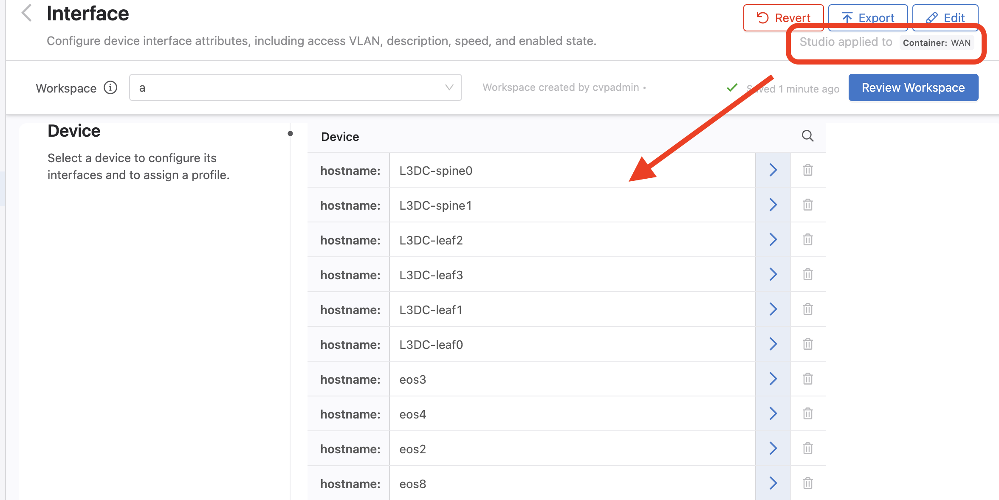 Interface
Revert
Export
Edit
Configure device interface attributes, including access VLAN, description, speed, and enabled state.
Studio applied to Container: WAN
Workspace
a
Workspace created by cvpadmin •
Saved 1 minute ago
Review Workspace
Device
Select a device to configure its
interfaces and to assign a profile.
Device
hostname: L3DC-spine0
hostname: L3DC-spine1
hostname: L3DC-leaf2
hostname: L3DC-leaf3
hostname: L3DC-leaf1
hostname: L3DC-leaf0
hostname: eos3
hostname: eos4
hostname: eos2
hostname: eos8